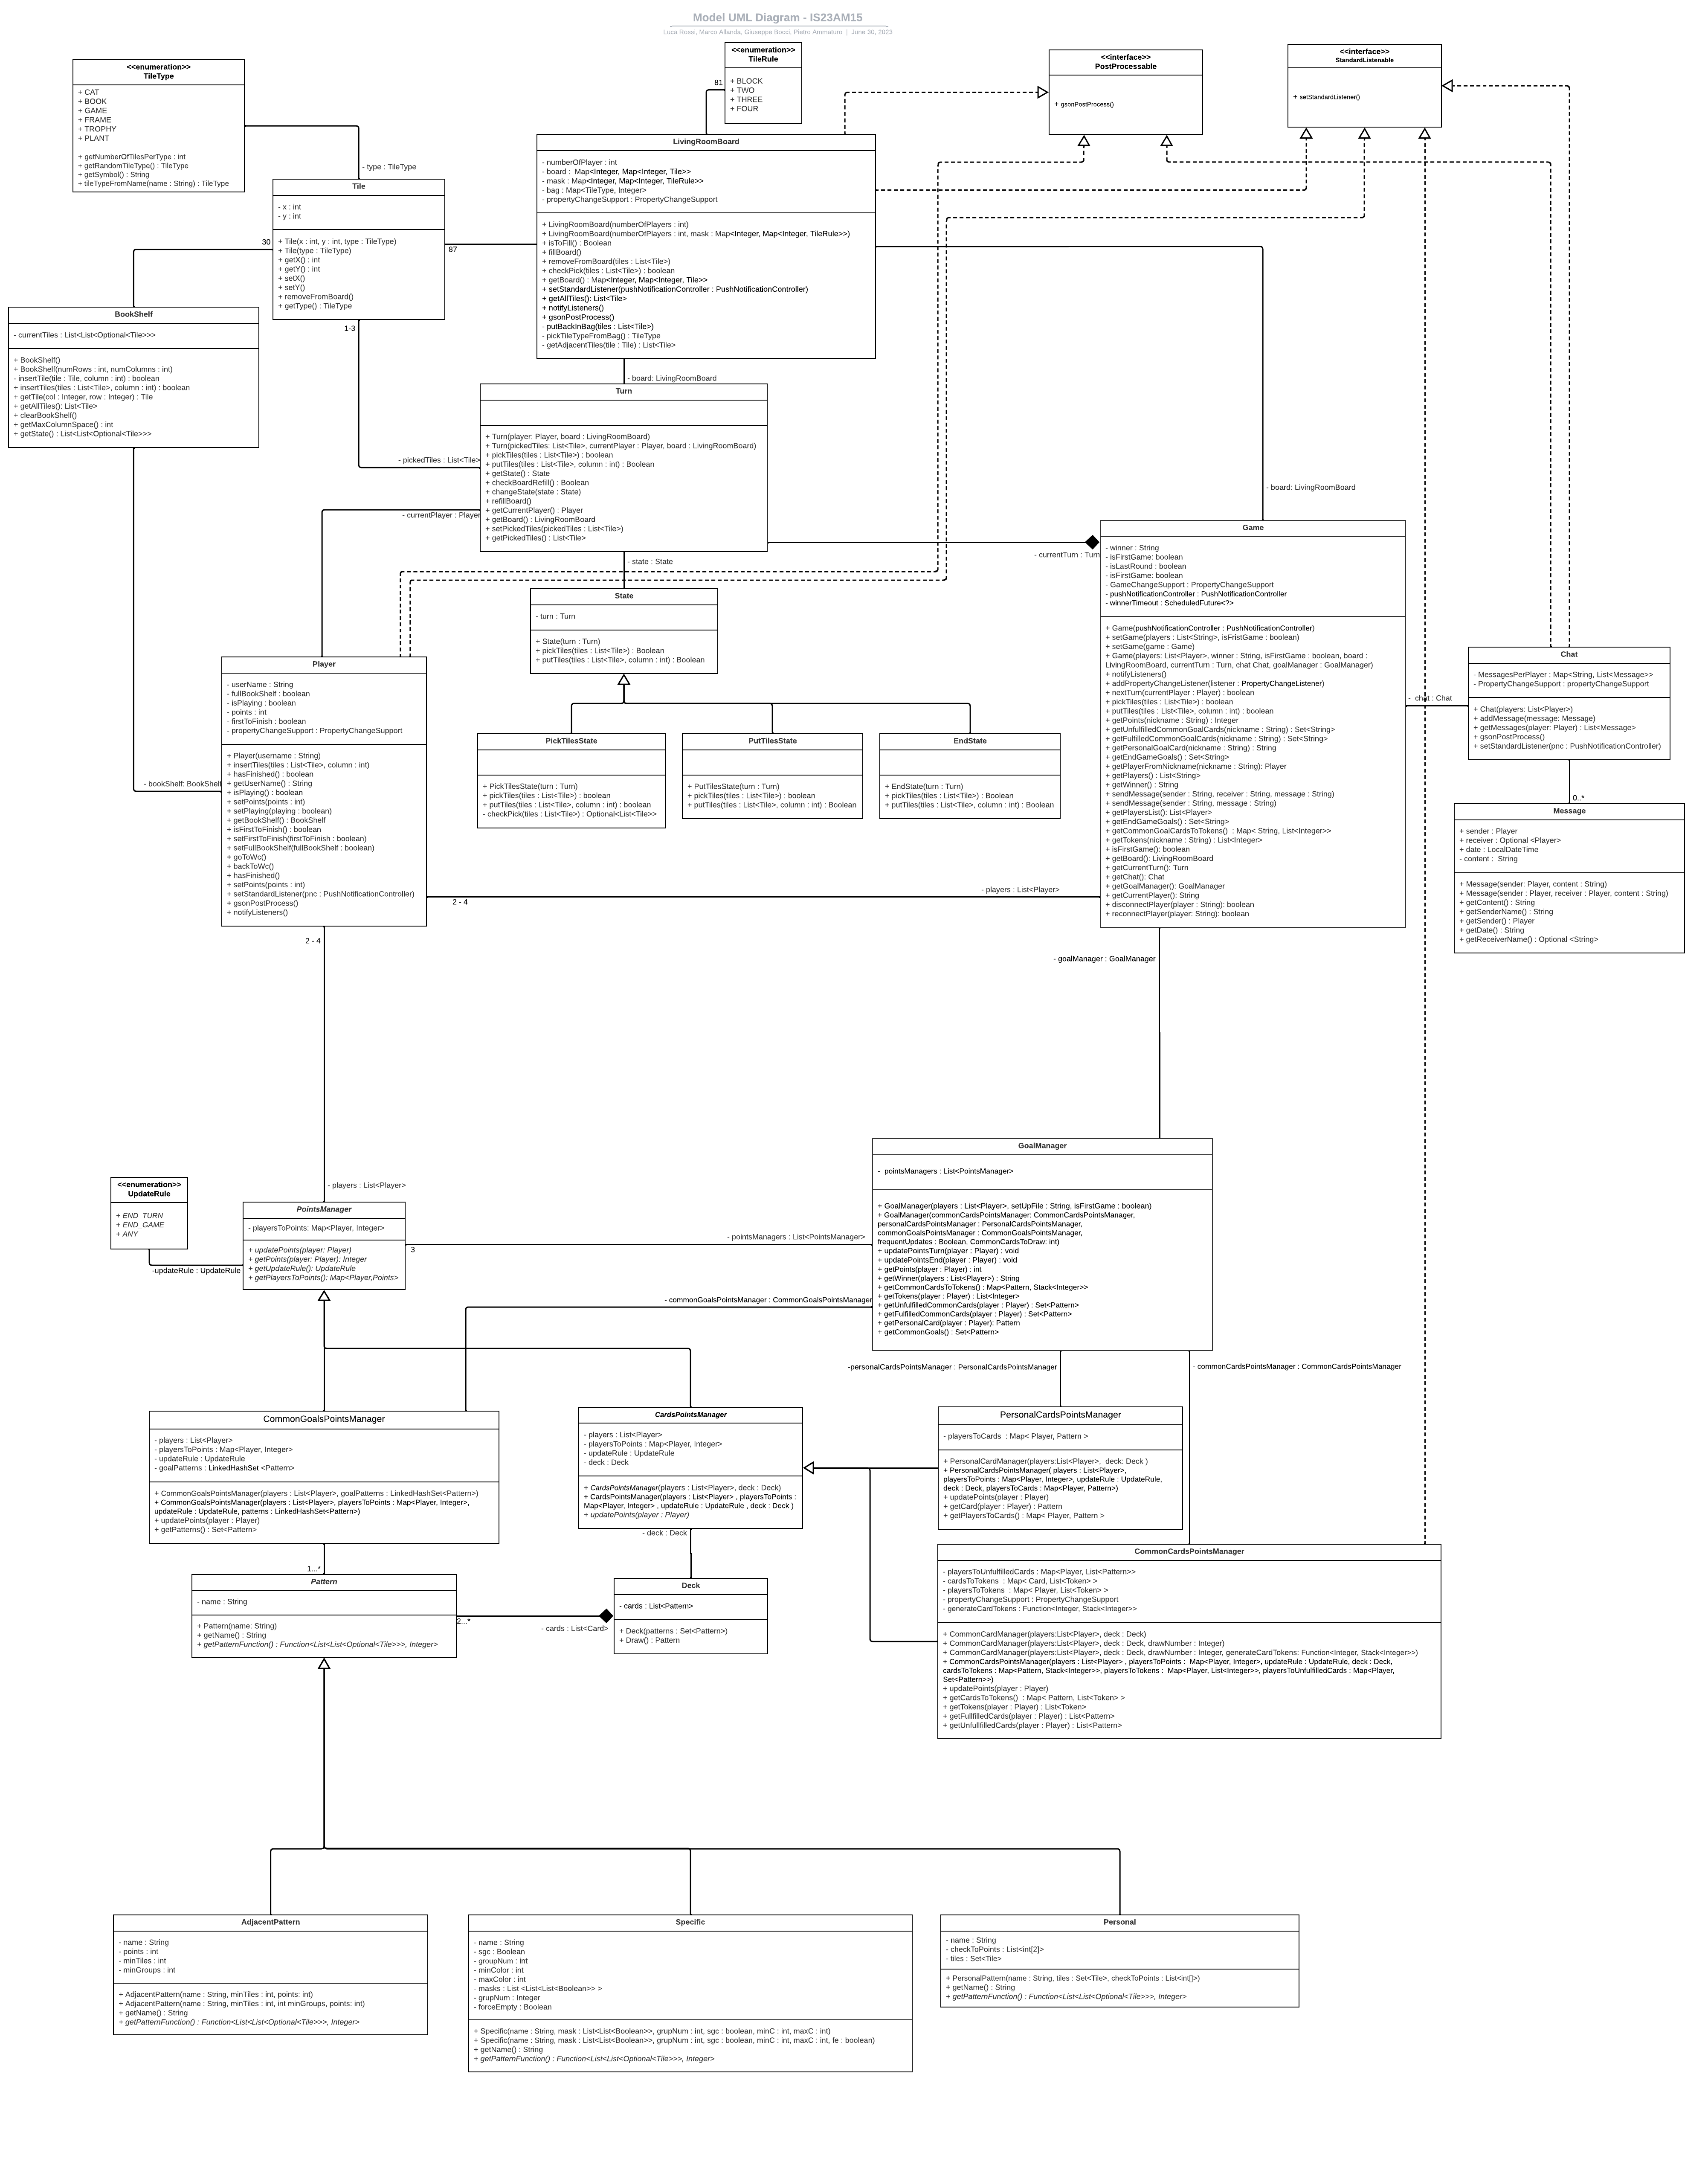 Model UML Diagram - IS23AM15
Luca Rossi, Marco Allanda, Giuseppe Bocci, Pietro Ammaturo | June 30, 2023
<<enumeration>>
TileType
+ CAT
+ BOOK
+ GAME
+ FRAME
+ TROPHY
+ PLANT
+ getNumberOfTilesPerType : int
+ getRandomTileType() : TileType
+ getSymbol() : String
+ tileTypeFromName(name : String) : TileType
<<enumeration>>
TileRule
+ BLOCK
+ TWO
+ THREE
+ FOUR
81
<<interface>>
PostProcessable
+ gsonPostProcess()
<<interface>>
StandardListenable
+ setStandardListener()
- type : TileType
Tile
- x : int
- y : int
+ Tile(x : int, y : int, type : TileType)
+ Tile(type : TileType)
+ getX() : int
+ getY() : int
+ setX()
+ setY()
+ removeFromBoard()
+ getType() : TileType
30
87
1-3
LivingRoomBoard
- numberOfPlayer : int
- board :  Map<Integer, Map<Integer, Tile>>
- mask : Map<Integer, Map<Integer, TileRule>>
- bag : Map<TileType, Integer>
- propertyChangeSupport : PropertyChangeSupport
+ LivingRoomBoard(numberOfPlayers : int)
+ LivingRoomBoard(numberOfPlayers : int, mask : Map<Integer, Map<Integer, TileRule>>)
+ isToFill() : Boolean
+ fillBoard()
+ removeFromBoard(tiles : List<Tile>)
+ checkPick(tiles : List<Tile>) : boolean
+ getBoard() : Map<Integer, Map<Integer, Tile>>
+ setStandardListener(pushNotificationController : PushNotificationController)
+ getAllTiles(): List<Tile>
+ notifyListeners()
+ gsonPostProcess()
- putBackInBag(tiles : List<Tile>)
- pickTileTypeFromBag() : TileType
- getAdjacentTiles(tile : Tile) : List<Tile>
BookShelf
- currentTiles : List<List<Optional<Tile>>>
+ BookShelf()
+ BookShelf(numRows : int, numColumns : int)
- insertTile(tile : Tile, column : int) : boolean
+ insertTiles(tiles : List<Tile>, column : int) : boolean
+ getTile(col : Integer, row : Integer) : Tile
+ getAllTiles(): List<Tile>
+ clearBookShelf()
+ getMaxColumnSpace() : int
+ getState() : List<List<Optional<Tile>>>
- board: LivingRoomBoard
Turn
+ Turn(player: Player, board : LivingRoomBoard)
+ Turn(pickedTiles: List<Tile>, currentPlayer : Player, board : LivingRoomBoard)
+ pickTiles(tiles : List<Tile>) : boolean
+ putTiles(tiles : List<Tile>, column : int) : Boolean
+ getState() : State
+ checkBoardRefill() : Boolean
+ changeState(state : State)
+ refillBoard()
+ getCurrentPlayer() : Player
+ getBoard() : LivingRoomBoard
+ setPickedTiles(pickedTiles : List<Tile>)
+ getPickedTiles() : List<Tile>
- pickedTiles : List<Tile>
- currentPlayer : Player
- board: LivingRoomBoard
- currentTurn : Turn
- state : State
State
- turn : Turn
+ State(turn : Turn)
+ pickTiles(tiles : List<Tile>) : Boolean
+ putTiles(tiles : List<Tile>, column : int) : Boolean
PickTilesState
+ PickTilesState(turn : Turn)
+ pickTiles(tiles : List<Tile>) : boolean
+ putTiles(tiles : List<Tile>, column : int) : boolean
- checkPick(tiles : List<Tile>) : Optional<List<Tile>>
PutTilesState
+ PutTilesState(turn : Turn)
+ pickTiles(tiles : List<Tile>) : boolean
+ putTiles(tiles : List<Tile>, column : int) : Boolean
EndState
+ EndState(turn : Turn)
+ pickTiles(tiles : List<Tile>) : Boolean
+ putTiles(tiles : List<Tile>, column : int) : Boolean
Game
- winner : String
- isFirstGame: boolean
- isLastRound : boolean
- isFirstGame: boolean
- GameChangeSupport : PropertyChangeSupport
- pushNotificationController : PushNotificationController
- winnerTimeout : ScheduledFuture<?>
+ Game(pushNotificationController : PushNotificationController)
+ setGame(players : List<String>, isFristGame : boolean)
+ setGame(game : Game)
+ Game(players: List<Player>, winner : String, isFirstGame : boolean, board :
LivingRoomBoard, currentTurn : Turn, chat Chat, goalManager : GoalManager)
+ notifyListeners()
+ addPropertyChangeListener(listener : PropertyChangeListener)
+ nextTurn(currentPlayer : Player) : boolean
+ pickTiles(tiles : List<Tile>) : boolean
+ putTiles(tiles : List<Tile>, column : int) : boolean
+ getPoints(nickname : String) : Integer
+ getUnfulfilledCommonGoalCards(nickname : String) : Set<String>
+ getFulfilledCommonGoalCards(nickname : String) : Set<String>
+ getPersonalGoalCard(nickname : String) : String
+ getEndGameGoals() : Set<String>
+ getPlayerFromNickname(nickname : String): Player
+ getPlayers() : List<String>
+ getWinner() : String
+ sendMessage(sender : String, receiver : String, message : String)
+ sendMessage(sender : String, message : String)
+ getPlayersList(): List<Player>
+ getEndGameGoals() : Set<String>
+ getCommonGoalCardsToTokens()  : Map< String, List<Integer>>
+ getTokens(nickname : String) : List<Integer>
+ isFirstGame(): boolean
+ getBoard(): LivingRoomBoard
+ getCurrentTurn(): Turn
+ getChat(): Chat
+ getGoalManager(): GoalManager
+ getCurrentPlayer(): String
+ disconnectPlayer(player : String): boolean
+ reconnectPlayer(player: String): boolean
-  chat : Chat
Chat
- MessagesPerPlayer : Map<String, List<Message>>
- PropertyChangeSupport : propertyChangeSupport
+ Chat(players: List<Player>)
+ addMessage(message: Message)
+ getMessages(player: Player) : List<Message>
+ gsonPostProcess()
+ setStandardListener(pnc : PushNotificationController)
0..*
Message
+ sender : Player
+ receiver : Optional <Player>
+ date : LocalDateTime
- content :  String
+ Message(sender: Player, content : String)
+ Message(sender : Player, receiver : Player, content : String)
+ getContent() : String
+ getSenderName() : String
+ getSender() : Player
+ getDate() : String
+ getReceiverName() : Optional <String>
Player
- userName : String
- fullBookShelf : boolean
- isPlaying : boolean
- points : int
- firstToFinish : boolean
- propertyChangeSupport : PropertyChangeSupport
+ Player(username : String)
+ insertTiles(tiles : List<Tile>, column : int)
+ hasFinished() : boolean
+ getUserName() : String
+ isPlaying() : boolean
+ setPoints(points : int)
+ setPlaying(playing : boolean)
+ getBookShelf() : BookShelf
+ isFirstToFinish() : boolean
+ setFirstToFinish(firstToFinish : boolean)
+ setFullBookShelf(fullBookShelf : boolean)
+ goToWc()
+ backToWc()
+ hasFinished()
+ setPoints(points : int)
+ setStandardListener(pnc : PushNotificationController)
+ gsonPostProcess()
+ notifyListeners()
- bookShelf: BookShelf
- players : List<Player>
2 - 4
2 - 4
- goalManager : GoalManager
GoalManager
-  pointsManagers : List<PointsManager>
+ GoalManager(players : List<Player>, setUpFile : String, isFirstGame : boolean)
+ GoalManager(commonCardsPointsManager: CommonCardsPointsManager,
personalCardsPointsManager : PersonalCardsPointsManager,
commonGoalsPointsManager : CommonGoalsPointsManager,
frequentUpdates : Boolean, CommonCardsToDraw: int)
+ updatePointsTurn(player : Player) : void
+ updatePointsEnd(player : Player) : void
+ getPoints(player : Player) : int
+ getWinner(players : List<Player>) : String
+ getCommonCardsToTokens() : Map<Pattern, Stack<Integer>>
+ getTokens(player : Player) : List<Integer>
+ getUnfulfilledCommonCards(player : Player) : Set<Pattern>
+ getFulfilledCommonCards(player : Player) : Set<Pattern>
+ getPersonalCard(player : Player): Pattern
+ getCommonGoals() : Set<Pattern>
<<enumeration>>
UpdateRule
+ END_TURN
+ END_GAME
+ ANY
-updateRule : UpdateRule
- players : List<Player>
PointsManager
- playersToPoints: Map<Player, Integer>
+ updatePoints(player: Player)
+ getPoints(player: Player): Integer
+ getUpdateRule(): UpdateRule
+ getPlayersToPoints(): Map<Player,Points>
3
- pointsManagers : List<PointsManager>
- commonGoalsPointsManager : CommonGoalsPointsManager
-personalCardsPointsManager : PersonalCardsPointsManager
- commonCardsPointsManager : CommonCardsPointsManager
CommonGoalsPointsManager
- players : List<Player>
- playersToPoints : Map<Player, Integer>
- updateRule : UpdateRule
- goalPatterns : LinkedHashSet <Pattern>
+ CommonGoalsPointsManager(players : List<Player>, goalPatterns : LinkedHashSet<Pattern>)
+ CommonGoalsPointsManager(players : List<Player>, playersToPoints : Map<Player, Integer>,
updateRule : UpdateRule, patterns : LinkedHashSet<Pattern>)
+ updatePoints(player : Player)
+ getPatterns() : Set<Pattern>
CardsPointsManager
- players : List<Player>
- playersToPoints : Map<Player, Integer>
- updateRule : UpdateRule
- deck : Deck
+ CardsPointsManager(players : List<Player>, deck : Deck)
+ CardsPointsManager(players : List<Player> , playersToPoints :
Map<Player, Integer> , updateRule : UpdateRule , deck : Deck )
+ updatePoints(player : Player)
PersonalCardsPointsManager
- playersToCards  : Map< Player, Pattern >
+ PersonalCardManager(players:List<Player>,  deck: Deck )
+ PersonalCardsPointsManager( players : List<Player>,
playersToPoints : Map<Player, Integer>, updateRule : UpdateRule,
deck : Deck, playersToCards : Map<Player, Pattern>)
+ updatePoints(player : Player)
+ getCard(player : Player) : Pattern
+ getPlayersToCards() : Map< Player, Pattern >
CommonCardsPointsManager
- playersToUnfulfilledCards : Map<Player, List<Pattern>>
- cardsToTokens  : Map< Card, List<Token> >
- playersToTokens  : Map< Player, List<Token> >
- propertyChangeSupport : PropertyChangeSupport
- generateCardTokens : Function<Integer, Stack<Integer>>
+ CommonCardManager(players:List<Player>, deck : Deck)
+ CommonCardManager(players:List<Player>, deck : Deck, drawNumber : Integer)
+ CommonCardManager(players:List<Player>, deck : Deck, drawNumber : Integer, generateCardTokens: Function<Integer, Stack<Integer>>)
+ CommonCardsPointsManager(players : List<Player> , playersToPoints :  Map<Player, Integer>, updateRule : UpdateRule, deck : Deck,
cardsToTokens : Map<Pattern, Stack<Integer>>, playersToTokens :  Map<Player, List<Integer>>, playersToUnfulfilledCards : Map<Player,
Set<Pattern>>)
+ updatePoints(player : Player)
+ getCardsToTokens()  : Map< Pattern, List<Token> >
+ getTokens(player : Player) : List<Token>
+ getFullfilledCards(player : Player) : List<Pattern>
+ getUnfullfilledCards(player : Player) : List<Pattern>
- deck : Deck
1...*
Pattern
- name : String
+ Pattern(name: String)
+ getName() : String
+ getPatternFunction() : Function<List<List<Optional<Tile>>>, Integer>
2...*
- cards : List<Card>
Deck
- cards : List<Pattern>
+ Deck(patterns : Set<Pattern>)
+ Draw() : Pattern
AdjacentPattern
- name : String
- points : int
- minTiles : int
- minGroups : int
+ AdjacentPattern(name : String, minTiles : int, points: int)
+ AdjacentPattern(name : String, minTiles : int, int minGroups, points: int)
+ getName() : String
+ getPatternFunction() : Function<List<List<Optional<Tile>>>, Integer>
Specific
- name : String
- sgc : Boolean
- groupNum : int
- minColor : int
- maxColor : int
- masks : List <List<List<Boolean>> >
- grupNum : Integer
- forceEmpty : Boolean
+ Specific(name : String, mask : List<List<Boolean>>, grupNum : int, sgc : boolean, minC : int, maxC : int)
+ Specific(name : String, mask : List<List<Boolean>>, grupNum : int, sgc : boolean, minC : int, maxC : int, fe : boolean)
+ getName() : String
+ getPatternFunction() : Function<List<List<Optional<Tile>>>, Integer>
Personal
- name : String
- checkToPoints : List<int[2]>
- tiles : Set<Tile>
+ PersonalPattern(name : String, tiles : Set<Tile>, checkToPoints : List<int[]>)
+ getName() : String
+ getPatternFunction() : Function<List<List<Optional<Tile>>>, Integer>